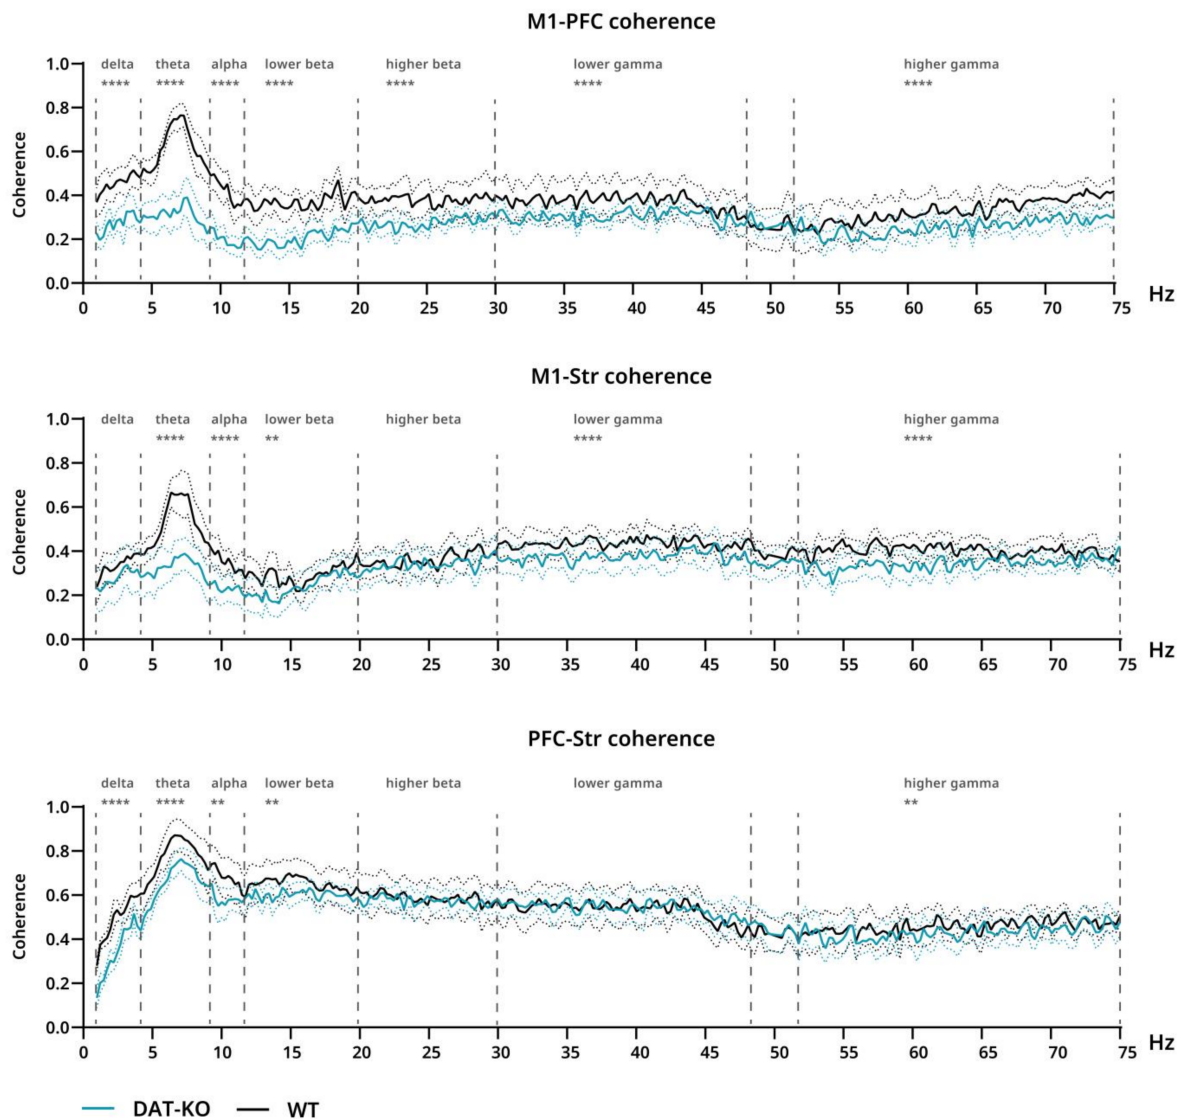 M1-PFC coherence
delta theta alpha lower beta higher beta lower gamma higher gamma
**** **** **** **** **** **** ****
1.0
0.8
0.6
0.4
0.2
0.0
Coherence
0 5 10 15 20 25 30 35 40 45 50 55 60 65 70 75 Hz
M1-Str coherence
delta theta alpha lower beta higher beta lower gamma higher gamma
**** **** ** **** ****
1.0
0.8
0.6
0.4
0.2
0.0
Coherence
0 5 10 15 20 25 30 35 40 45 50 55 60 65 70 75 Hz
PFC-Str coherence
delta theta alpha lower beta higher beta lower gamma higher gamma
**** **** ** ** **
1.0
0.8
0.6
0.4
0.2
0.0
Coherence
0 5 10 15 20 25 30 35 40 45 50 55 60 65 70 75 Hz
DAT-KO WT